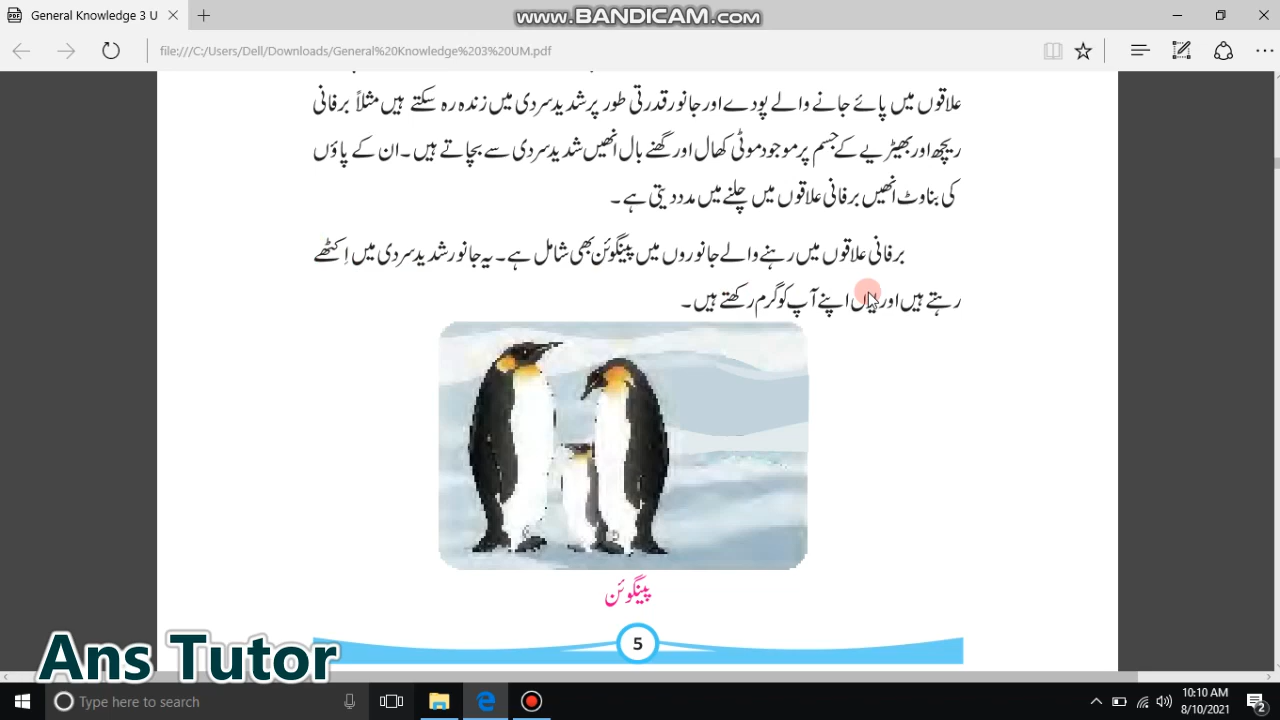 General Knowledge 3 U
www.BANDICAM.com
file:///C:/Users/Dell/Downloads/General%20Knowledge%203%20UM.pdf
علاقوں میں پائے جانے والے پودے اور جانور قدرتی طور پر شدید سردی میں زندہ رہ سکتے ہیں مثلاً برفانی
ریچھ اور بھیڑیے کے جسم پر موجود موٹی کھال اور گھنے بال انھیں شدید سردی سے بچاتے ہیں۔ ان کے پاؤں
کی بناوٹ انھیں برفانی علاقوں میں چلنے میں مدد دیتی ہے۔
برفانی علاقوں میں رہنے والے جانوروں میں پینگوئن بھی شامل ہے۔ یہ جانور شدید سردی میں اِکٹھے
رہتے ہیں اور یوں اپنے آپ کو گرم رکھتے ہیں۔
پینگوئن
5
Ans Tutor
Type here to search
10:10 AM
8/10/2021
2